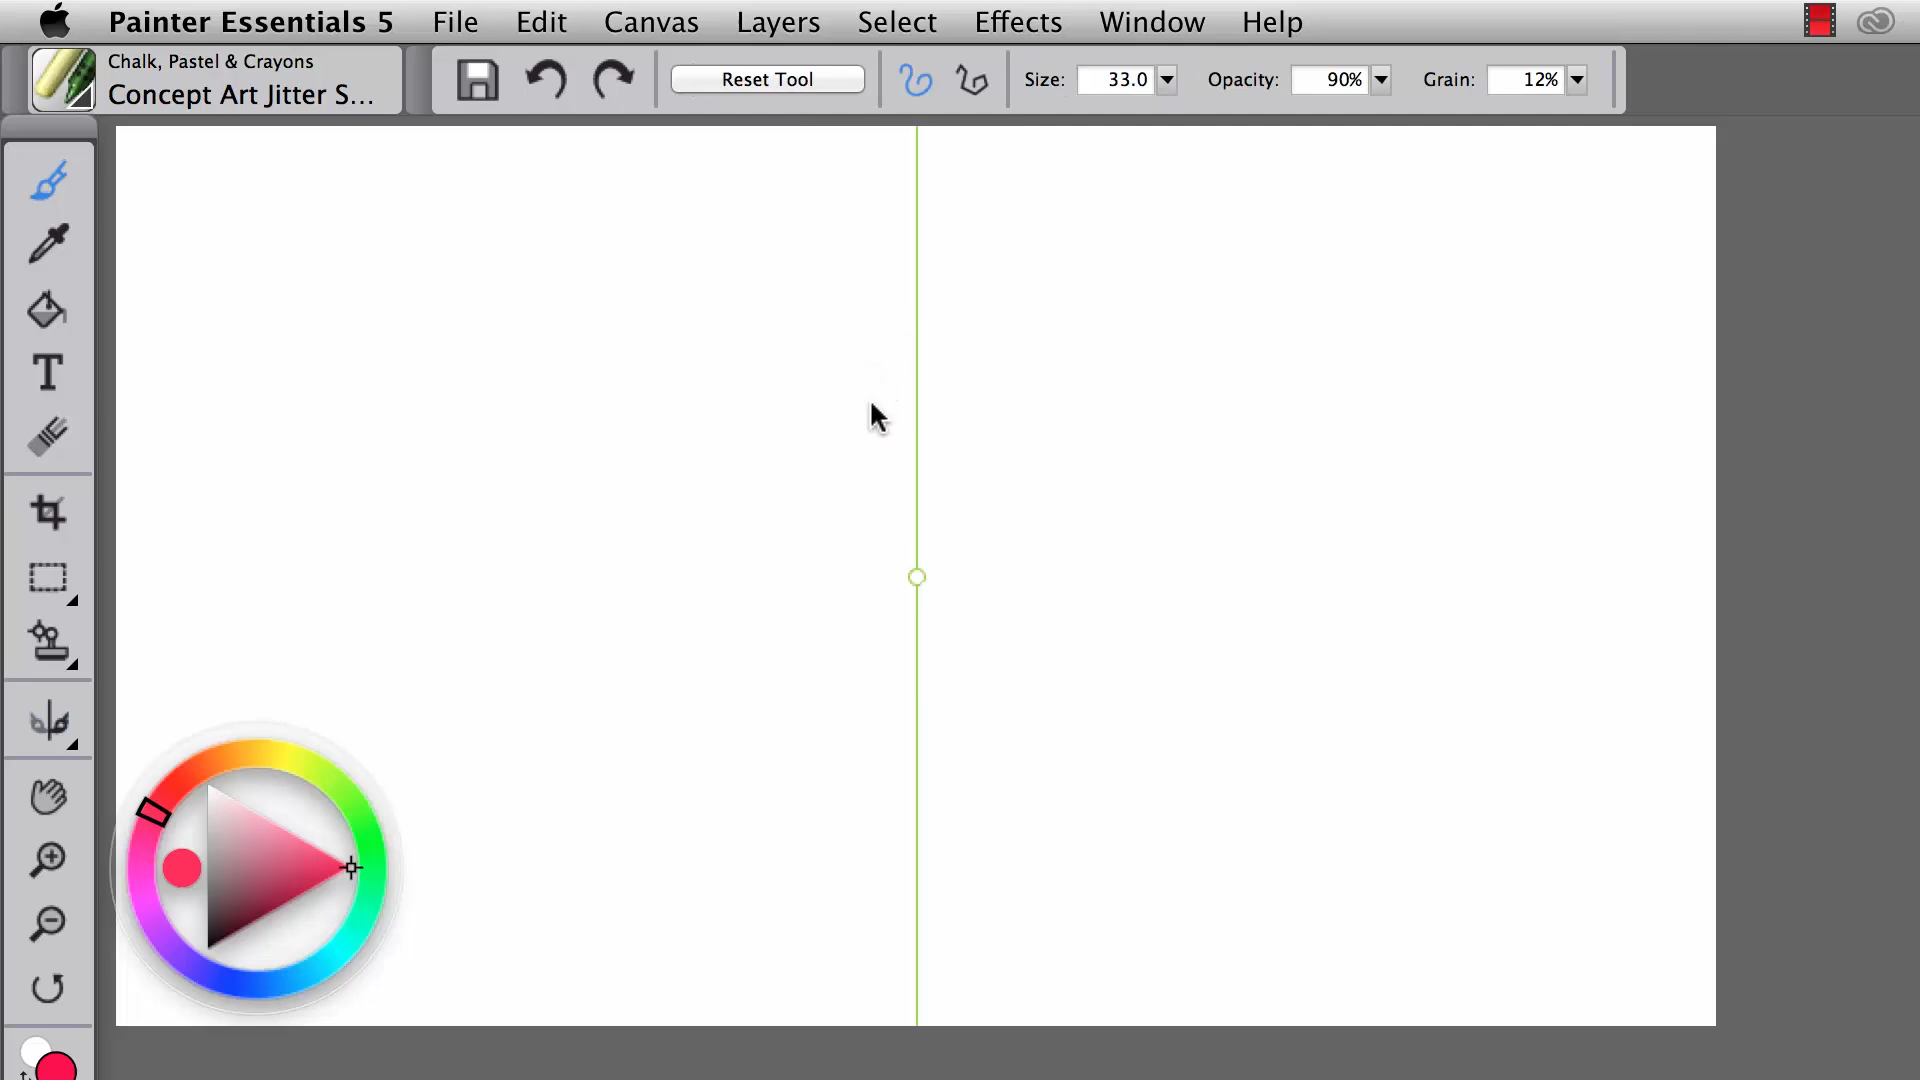 Painter Essentials 5 File Edit Canvas Layers Select Effects Window Help
Chalk, Pastel & Crayons
Concept Art Jitter S...
Reset Tool Size: 33.0 Opacity: 90% Grain: 12%
T